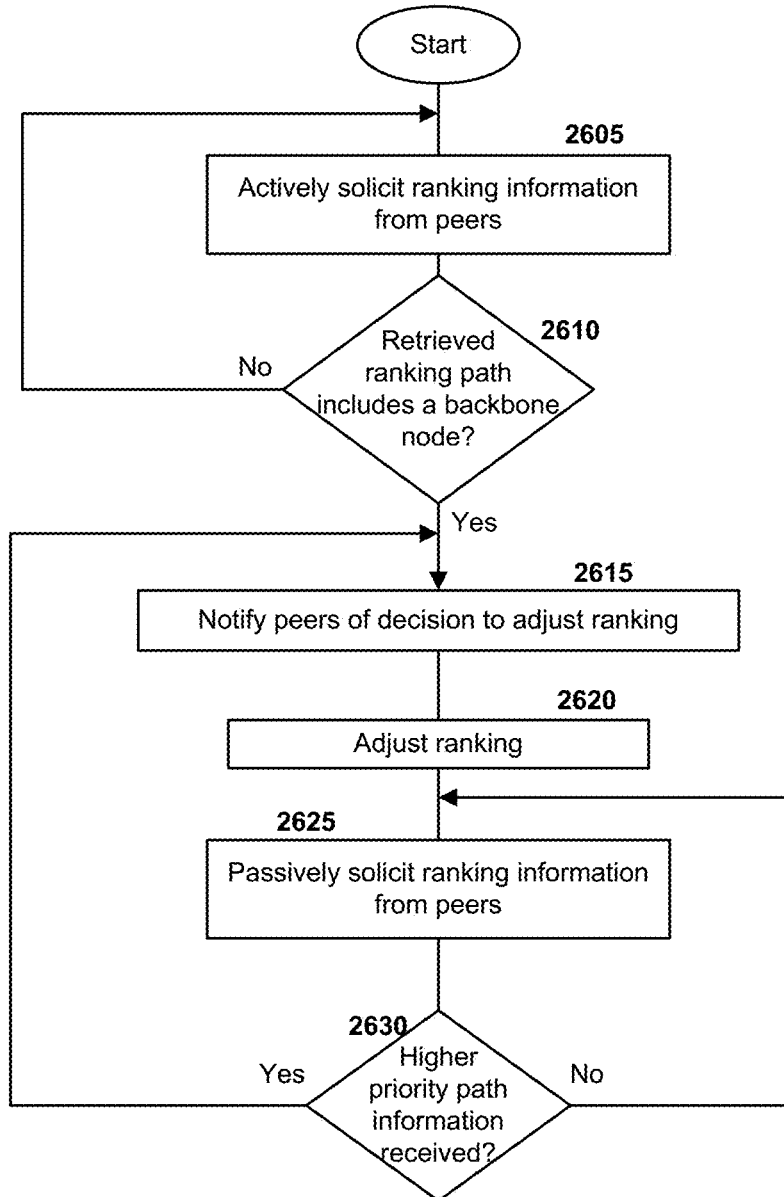 Start
2605
Actively solicit ranking information
from peers
2610
Retrieved
ranking path
includes a backbone
node?
No
Yes
2615
Notify peers of decision to adjust ranking
2620
Adjust ranking
2625
Passively solicit ranking information
from peers
2630
Higher
priority path
information
received?
Yes
No